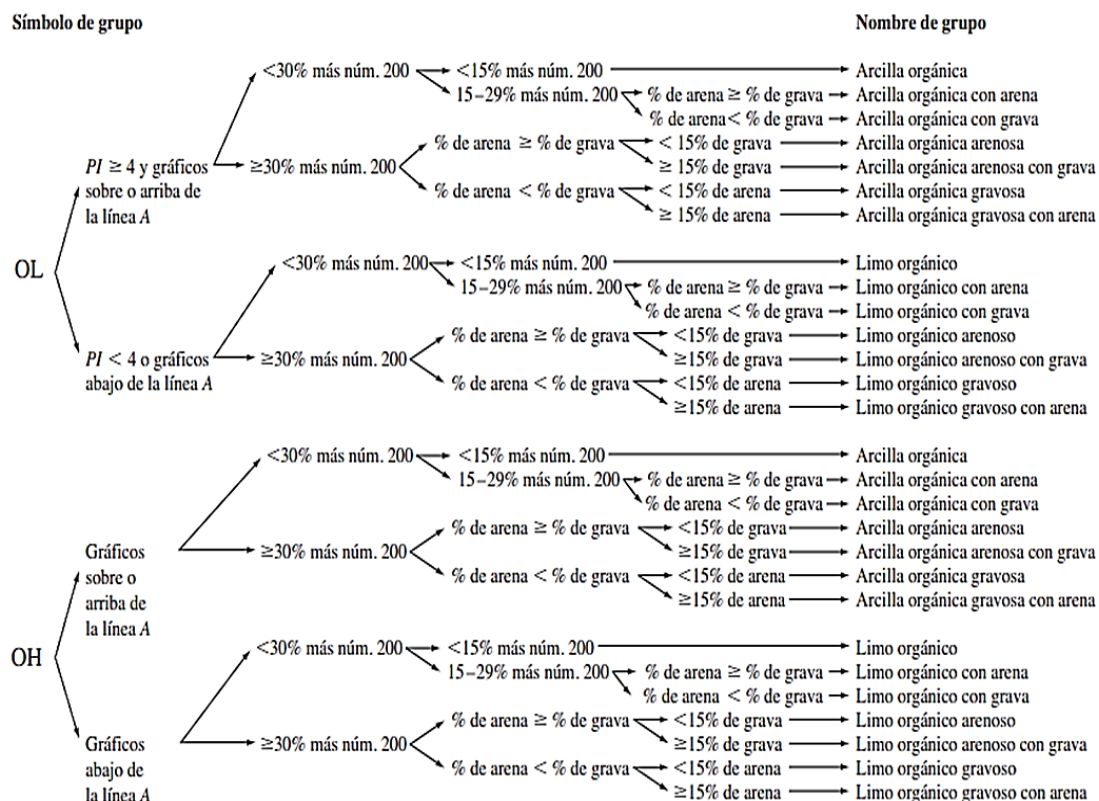 Símbolo de grupo Nombre de grupo
<30% más núm. 200 <15% más núm. 200 Arcilla orgánica
15–29% más núm. 200 % de arena ≥ % de grava Arcilla orgánica con arena
% de arena < % de grava Arcilla orgánica con grava
% de arena ≥ % de grava < 15% de grava Arcilla orgánica arenosa
PI ≥ 4 y gráficos ≥30% más núm. 200 ≥ 15% de grava Arcilla orgánica arenosa con grava
sobre o arriba de % de arena < % de grava < 15% de arena Arcilla orgánica gravosa
la línea A ≥ 15% de arena Arcilla orgánica gravosa con arena
OL <30% más núm. 200 <15% más núm. 200 Limo orgánico
15–29% más núm. 200 % de arena ≥ % de grava Limo orgánico con arena
% de arena < % de grava Limo orgánico con grava
% de arena ≥ % de grava <15% de grava Limo orgánico arenoso
PI < 4 o gráficos ≥30% más núm. 200 ≥15% de grava Limo orgánico arenoso con grava
abajo de la línea A % de arena < % de grava <15% de arena Limo orgánico gravoso
≥15% de arena Limo orgánico gravoso con arena
<30% más núm. 200 <15% más núm. 200 Arcilla orgánica
15–29% más núm. 200 % de arena ≥ % de grava Arcilla orgánica con arena
% de arena < % de grava Arcilla orgánica con grava
% de arena ≥ % de grava <15% de grava Arcilla orgánica arenosa
Gráficos ≥30% más núm. 200 ≥15% de grava Arcilla orgánica arenosa con grava
sobre o % de arena < % de grava <15% de arena Arcilla orgánica gravosa
arriba de ≥15% de arena Arcilla orgánica gravosa con arena
la línea A
OH <30% más núm. 200 <15% más núm. 200 Limo orgánico
15–29% más núm. 200 % de arena ≥ % de grava Limo orgánico con arena
% de arena < % de grava Limo orgánico con grava
% de arena ≥ % de grava <15% de grava Limo orgánico arenoso
Gráficos ≥30% más núm. 200 ≥15% de grava Limo orgánico arenoso con grava
abajo de % de arena < % de grava <15% de arena Limo orgánico gravoso
la línea A ≥15% de arena Limo orgánico gravoso con arena